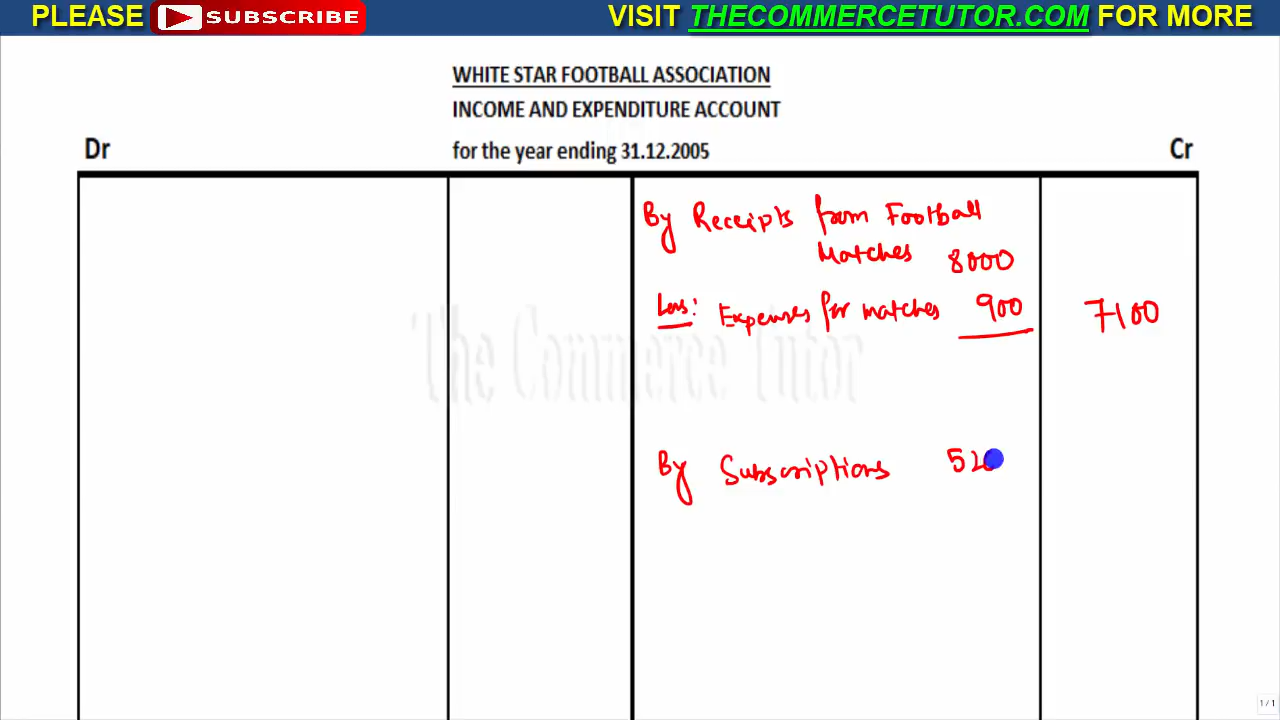 PLEASE SUBSCRIBE VISIT THECOMMERCETUTOR.COM FOR MORE
WHITE STAR FOOTBALL ASSOCIATION
INCOME AND EXPENDITURE ACCOUNT
Dr for the year ending 31.12.2005 Cr
By Receipts from Football
Matches 8000
Less: Expenses for matches 900 7100
The Commerce Tutor
By Subscriptions
1/1